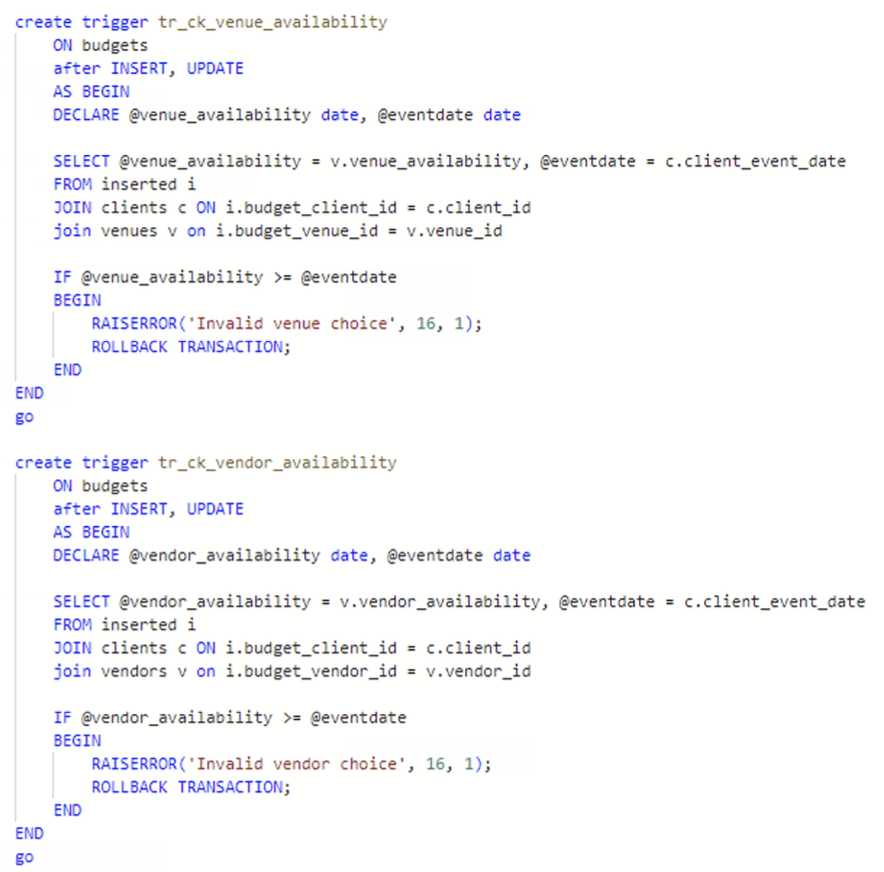 create trigger tr_ck_venue_availability
ON budgets
after INSERT, UPDATE
AS BEGIN
DECLARE @venue_availability date, @eventdate date
SELECT @venue_availability = v.venue_availability, @eventdate = c.client_event_date
FROM inserted i
JOIN clients c ON i.budget_client_id = c.client_id
join venues v on i.budget_venue_id = v.venue_id
IF @venue_availability >= @eventdate
BEGIN
RAISERROR('Invalid venue choice', 16, 1);
ROLLBACK TRANSACTION;
END
END
go
create trigger tr_ck_vendor_availability
ON budgets
after INSERT, UPDATE
AS BEGIN
DECLARE @vendor_availability date, @eventdate date
SELECT @vendor_availability = v.vendor_availability, @eventdate = c.client_event_date
FROM inserted i
JOIN clients c ON i.budget_client_id = c.client_id
join vendors v on i.budget_vendor_id = v.vendor_id
IF @vendor_availability >= @eventdate
BEGIN
RAISERROR('Invalid vendor choice', 16, 1);
ROLLBACK TRANSACTION;
END
END
go